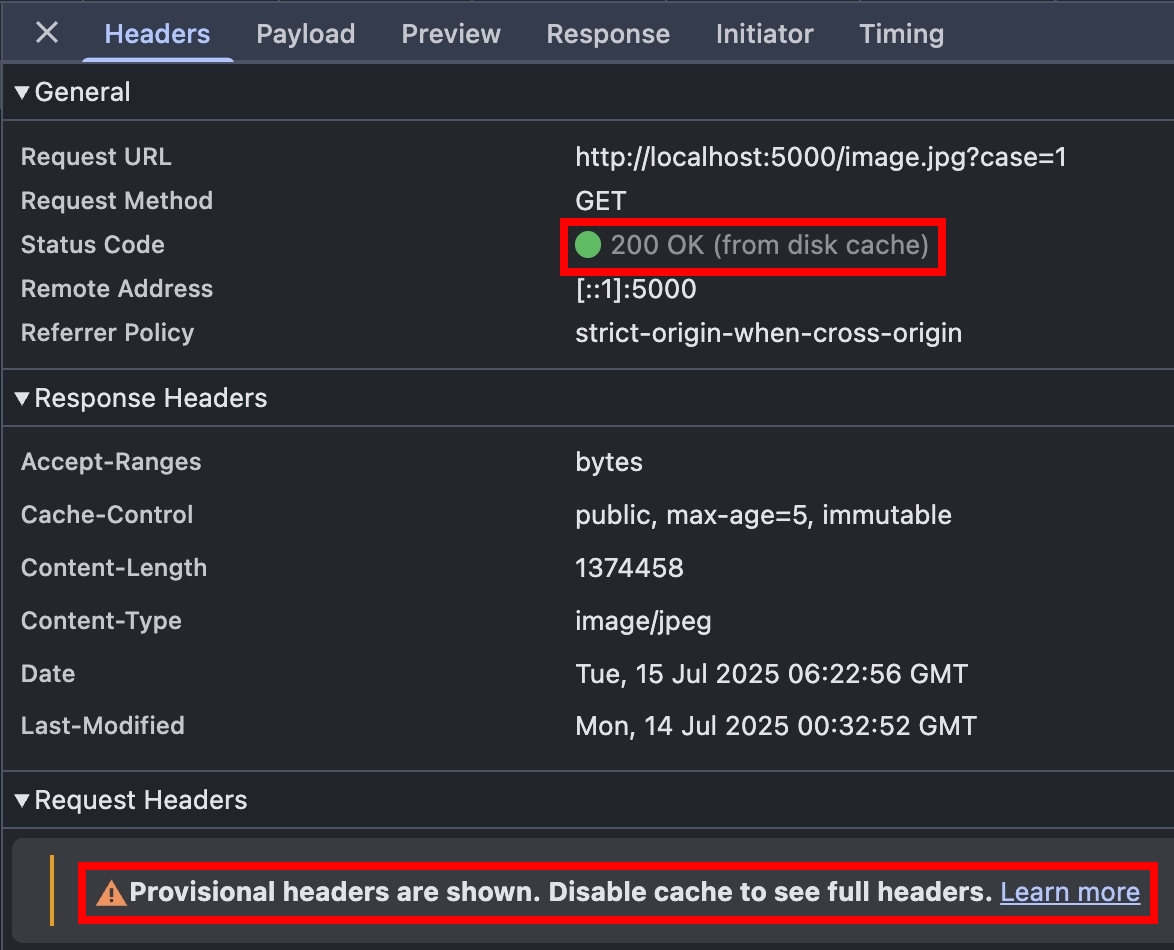 Headers Payload Preview Response Initiator Timing
General
Request URL http://localhost:5000/image.jpg?case=1
Request Method GET
Status Code 200 OK (from disk cache)
Remote Address [::1]:5000
Referrer Policy strict-origin-when-cross-origin
Response Headers
Accept-Ranges bytes
Cache-Control public, max-age=5, immutable
Content-Length 1374458
Content-Type image/jpeg
Date Tue, 15 Jul 2025 06:22:56 GMT
Last-Modified Mon, 14 Jul 2025 00:32:52 GMT
Request Headers
Provisional headers are shown. Disable cache to see full headers. Learn more